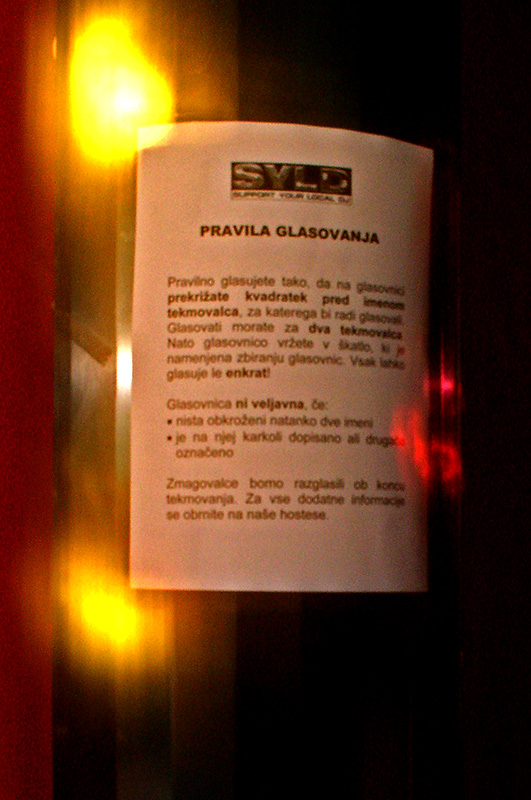 SYLD
SUPPORT YOUR LOCAL DJ
PRAVILA GLASOVANJA
Pravilno glasujete tako, da na glasovnici
prekrižate kvadratek pred imenom
tekmovalca, za katerega bi radi glasovali.
Glasovati morate za dva tekmovalca.
Nato glasovnico vržete v škatlo, ki je
namenjena zbiranju glasovnic. Vsak lahko
glasuje le enkrat!
Glasovnica ni veljavna, če:
• nista obkroženi natanko dve imeni
• je na njej karkoli dopisano ali drugače
označeno
Zmagovalce bomo razglasili ob koncu
tekmovanja. Za vse dodatne informacije
se obrnite na naše hostese.